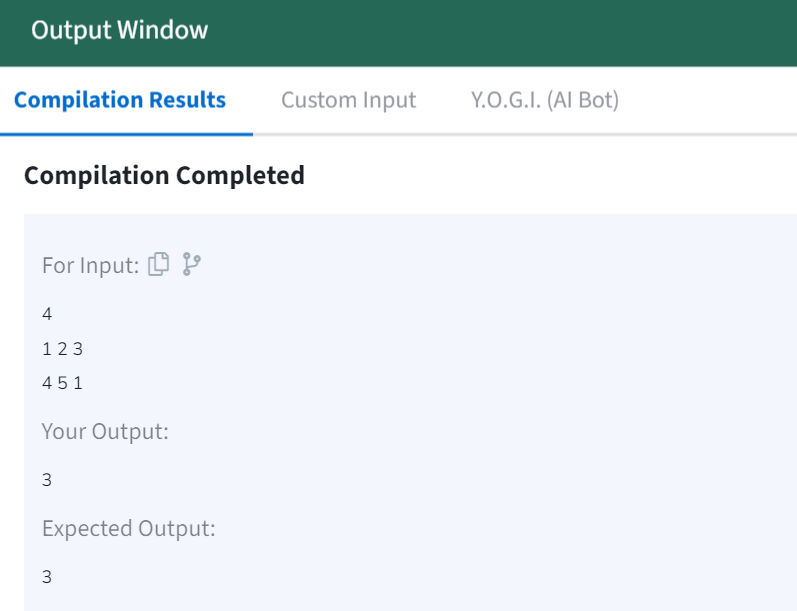 Output Window
Compilation Results Custom Input Y.O.G.I. (AI Bot)
Compilation Completed
For Input:
4
1 2 3
4 5 1
Your Output:
3
Expected Output:
3